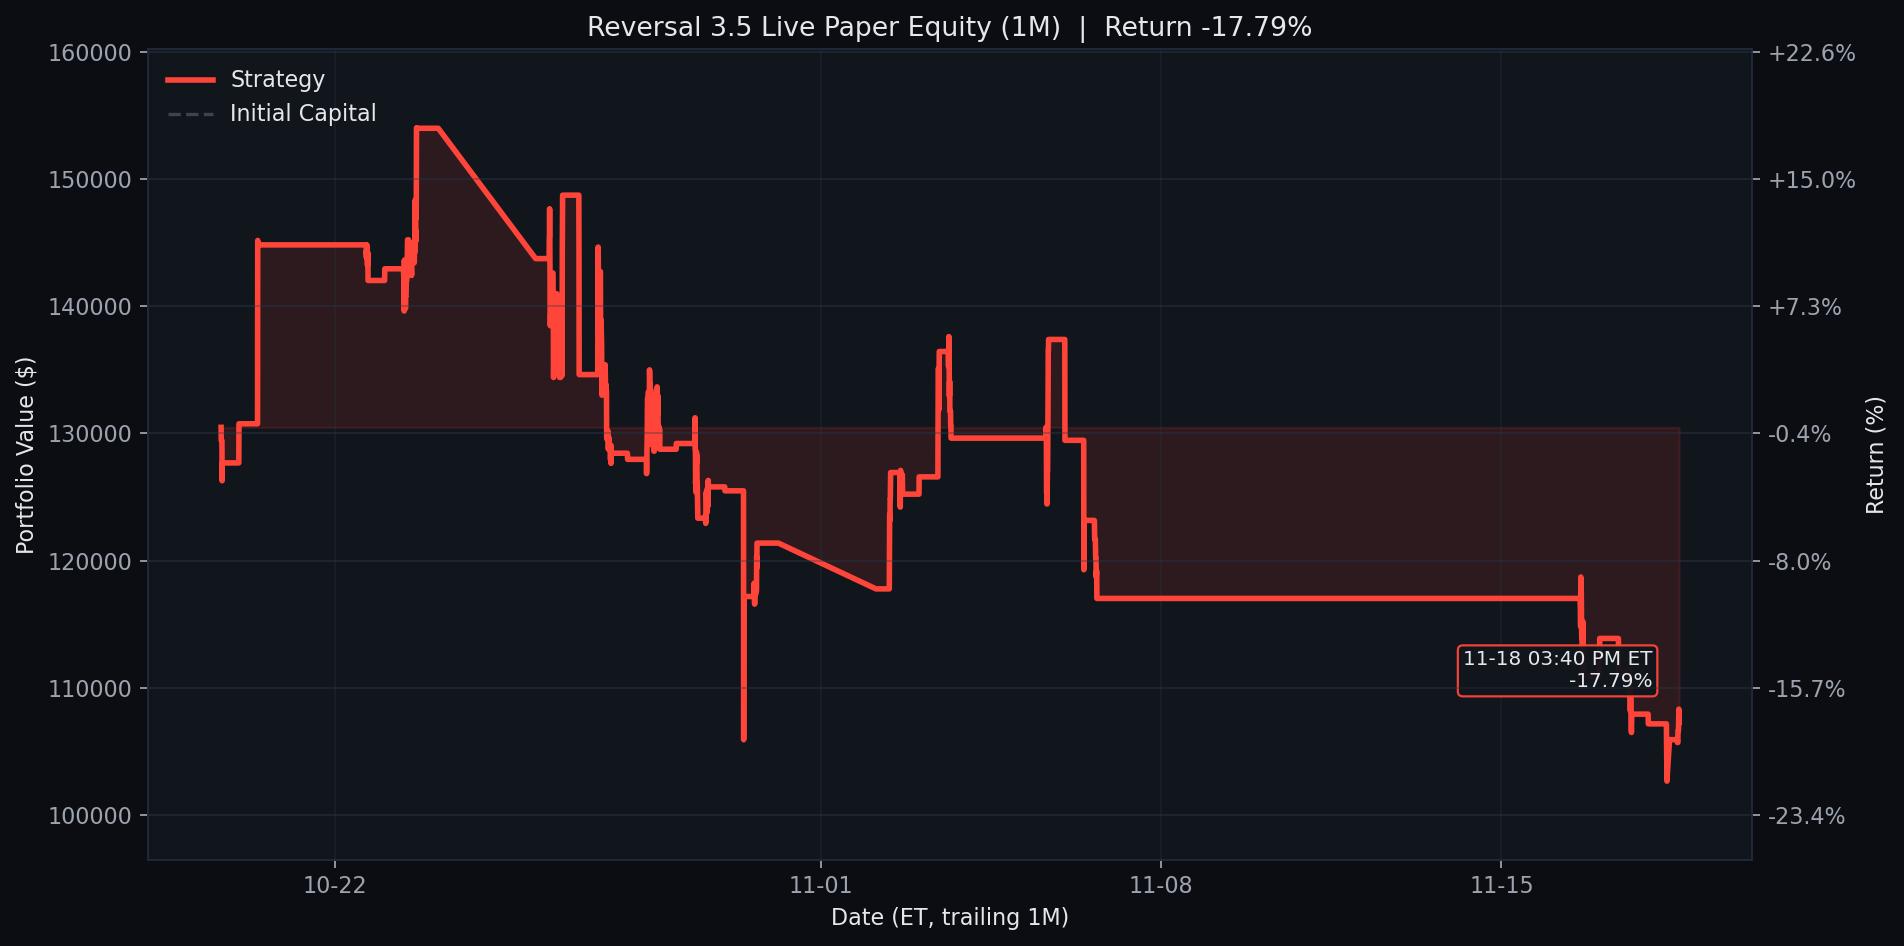 Reversal 3.5 Live Paper Equity (1M) | Return -17.79%
Strategy
Initial Capital
160000
150000
140000
130000
120000
110000
100000
Portfolio Value ($)
+22.6%
+15.0%
+7.3%
-0.4%
-8.0%
-15.7%
-23.4%
Return (%)
11-18 03:40 PM ET
-17.79%
10-22
11-01
11-08
11-15
Date (ET, trailing 1M)